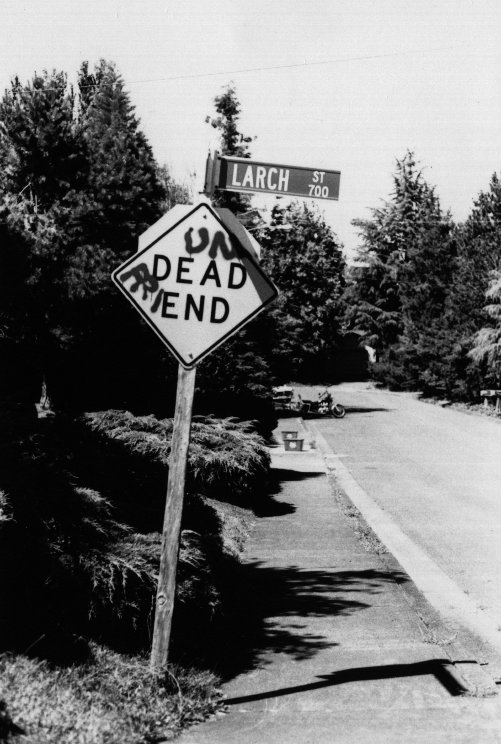 LARCH ST
700
UN
DEAD
FRIEND